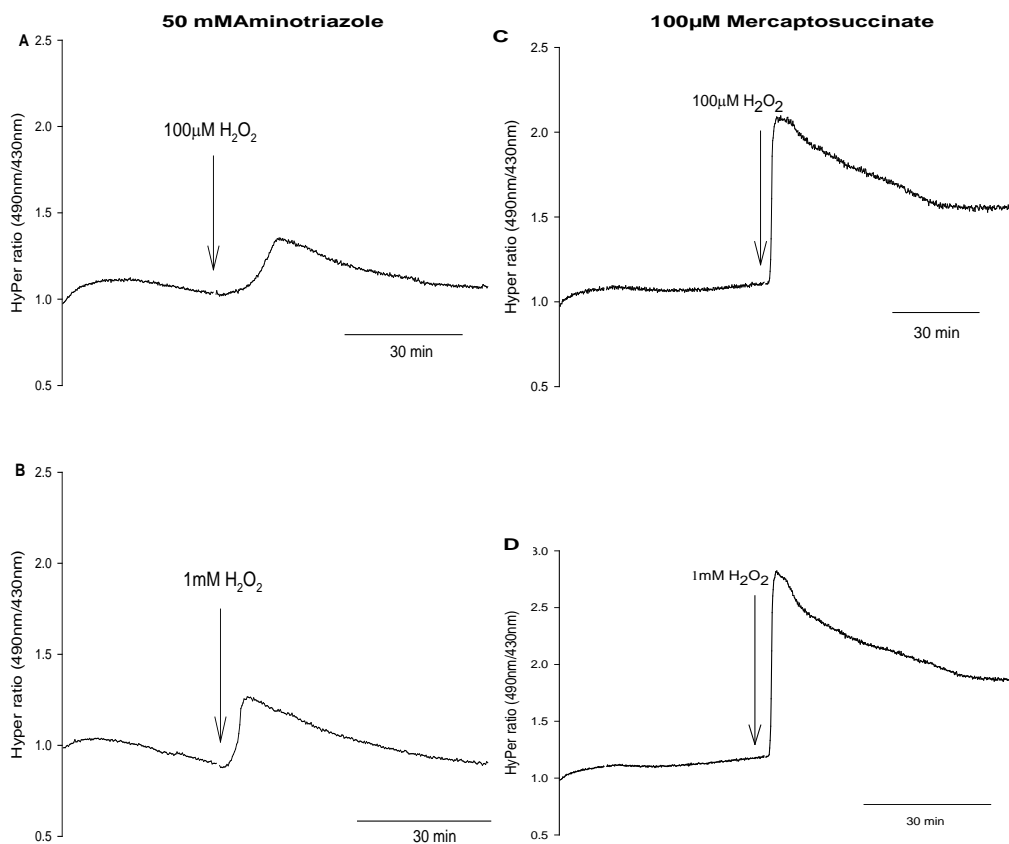 50 mMAminotriazole
A
2.5
2.0
1.5
1.0
0.5
HyPer ratio (490nm/430nm)
100μM H2O2
30 min
100μM Mercaptosuccinate
C
2.5
2.0
1.5
1.0
0.5
Hyper ratio (490nm/430nm)
100μM H2O2
30 min
B
2.5
2.0
1.5
1.0
0.5
Hyper ratio (490nm/430nm)
1mM H2O2
30 min
D
3.0
2.5
2.0
1.5
1.0
0.5
HyPer ratio (490nm/430nm)
1mM H2O2
30 min